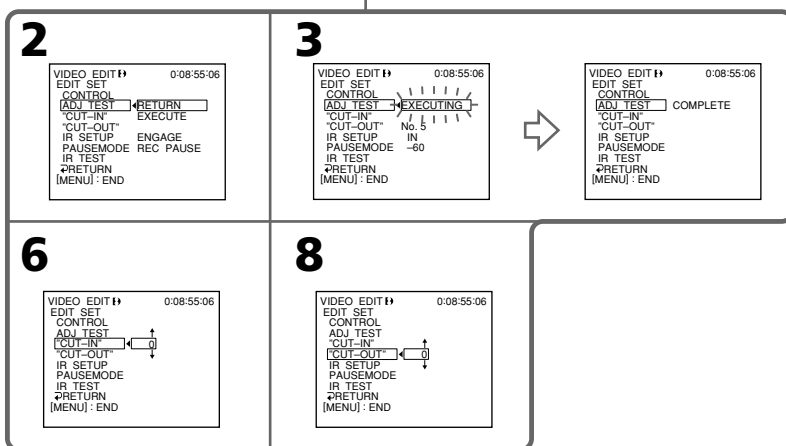 2
VIDEO EDIT 0:08:55:06
EDIT SET
CONTROL
ADJ TEST RETURN
"CUT–IN" EXECUTE
"CUT–OUT"
IR SETUP ENGAGE
PAUSEMODE REC PAUSE
IR TEST
RETURN
[MENU] : END
3
VIDEO EDIT 0:08:55:06
EDIT SET
CONTROL
ADJ TEST EXECUTING
"CUT–IN"
"CUT–OUT" No. 5
IR SETUP IN
PAUSEMODE –60
IR TEST
RETURN
[MENU] : END
VIDEO EDIT 0:08:55:06
EDIT SET
CONTROL
ADJ TEST COMPLETE
"CUT–IN"
"CUT–OUT"
IR SETUP
PAUSEMODE
IR TEST
RETURN
[MENU] : END
6
VIDEO EDIT 0:08:55:06
EDIT SET
CONTROL
ADJ TEST
"CUT–IN" 0
"CUT–OUT"
IR SETUP
PAUSEMODE
IR TEST
RETURN
[MENU] : END
8
VIDEO EDIT 0:08:55:06
EDIT SET
CONTROL
ADJ TEST
"CUT–IN"
"CUT–OUT" 0
IR SETUP
PAUSEMODE
IR TEST
RETURN
[MENU] : END